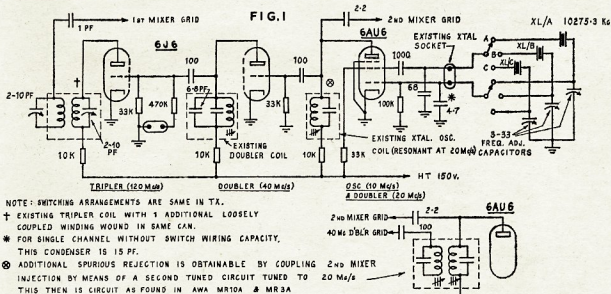 FIG.1
1 PF
1ST MIXER GRID
6J6
2-10PF
†
2-10 PF
10K
33K
470K
100
6·8PF
EXISTING DOUBLER COIL
10K
33K
100
⊗
2·2
2ND MIXER GRID
6AU6
10K
33K
100K
1000
68
4·7
*
EXISTING XTAL SOCKET
EXISTING XTAL. OSC. COIL (RESONANT AT 20Mc/s)
A
B
C
XL/A 10275·3 Kc
XL/B
XL/C
3-33 FREQ. ADJ. CAPACITORS
HT 150V.
TRIPLER (120 Mc/s)
DOUBLER (40 Mc/s)
OSC (10 Mc/s) & DOUBLER (20 Mc/s)
NOTE: SWITCHING ARRANGEMENTS ARE SAME IN TX.
† EXISTING TRIPLER COIL WITH 1 ADDITIONAL LOOSELY
COUPLED WINDING WOUND IN SAME CAN.
* FOR SINGLE CHANNEL WITHOUT SWITCH WIRING CAPACITY,
THIS CONDENSER IS 15 PF.
⊗ ADDITIONAL SPURIOUS REJECTION IS OBTAINABLE BY COUPLING 2ND MIXER
INJECTION BY MEANS OF A SECOND TUNED CIRCUIT TUNED TO 20 Mc/s
THIS THEN IS CIRCUIT AS FOUND IN AWA MR10A & MR3A
2ND MIXER GRID
2·2
40 Mc D'BL'R GRID
100
6AU6